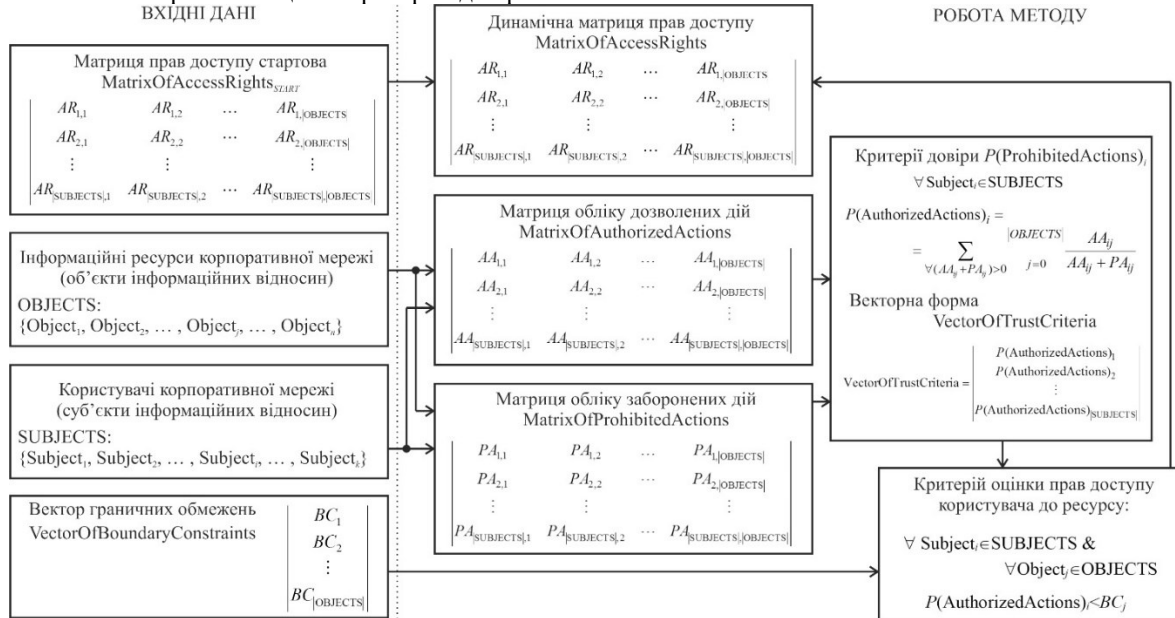 ВХІДНІ ДАНІ
Матриця прав доступу стартова
MatrixOfAccessRights_START
AR_1,1 AR_1,2 … AR_1,|OBJECTS
AR_2,1 AR_2,2 … AR_2,|OBJECTS|
⋮ ⋮ ⋮
AR_|SUBJECTS|,1 AR_|SUBJECTS|,2 … AR_|SUBJECTS|,|OBJECTS|
Інформаційні ресурси корпоративної мережі
(об’єкти інформаційних відносин)
OBJECTS:
{Object_1, Object_2, … , Object_j, … , Object_n}
Користувачі корпоративної мережі
(суб’єкти інформаційних відносин)
SUBJECTS:
{Subject_1, Subject_2, … , Subject_i, … , Subject_k}
Вектор граничних обмежень
VectorOfBoundaryConstraints
BC_1
BC_2
⋮
BC_|OBJECTS|
Динамічна матриця прав доступу
MatrixOfAccessRights
AR_1,1 AR_1,2 … AR_1,|OBJECTS
AR_2,1 AR_2,2 … AR_2,|OBJECTS|
⋮ ⋮ ⋮
AR_|SUBJECTS|,1 AR_|SUBJECTS|,2 … AR_|SUBJECTS|,|OBJECTS|
Матриця обліку дозволених дій
MatrixOfAuthorizedActions
AA_1,1 AA_1,2 … AA_1,|OBJECTS|
AA_2,1 AA_2,2 … AA_2,|OBJECTS|
⋮ ⋮ ⋮
AA_|SUBJECTS|,1 AA_|SUBJECTS|,2 … AA_|SUBJECTS|,|OBJECTS|
Матриця обліку заборонених дій
MatrixOfProhibitedActions
PA_1,1 PA_1,2 … PA_1,|OBJECTS|
PA_2,1 PA_2,2 … PA_2,|OBJECTS|
⋮ ⋮ ⋮
PA_|SUBJECTS|,1 PA_|SUBJECTS|,2 … PA_|SUBJECTS|,|OBJECTS|
РОБОТА МЕТОДУ
Критерії довіри P(ProhibitedActions)_i
∀ Subject_i∈SUBJECTS
P(AuthorizedActions)_i =
= ∑_∀(AA_ij+PA_ij)>0 _j=0 ^|OBJECTS| AA_ij / (AA_ij + PA_ij)
Векторна форма
VectorOfTrustCriteria
VectorOfTrustCriteria =
P(AuthorizedActions)_1
P(AuthorizedActions)_2
⋮
P(AuthorizedActions)_|SUBJECTS|
Критерій оцінки прав доступу
користувача до ресурсу:
∀ Subject_i∈SUBJECTS &
∀Object_j∈OBJECTS
P(AuthorizedActions)_i<BC_j